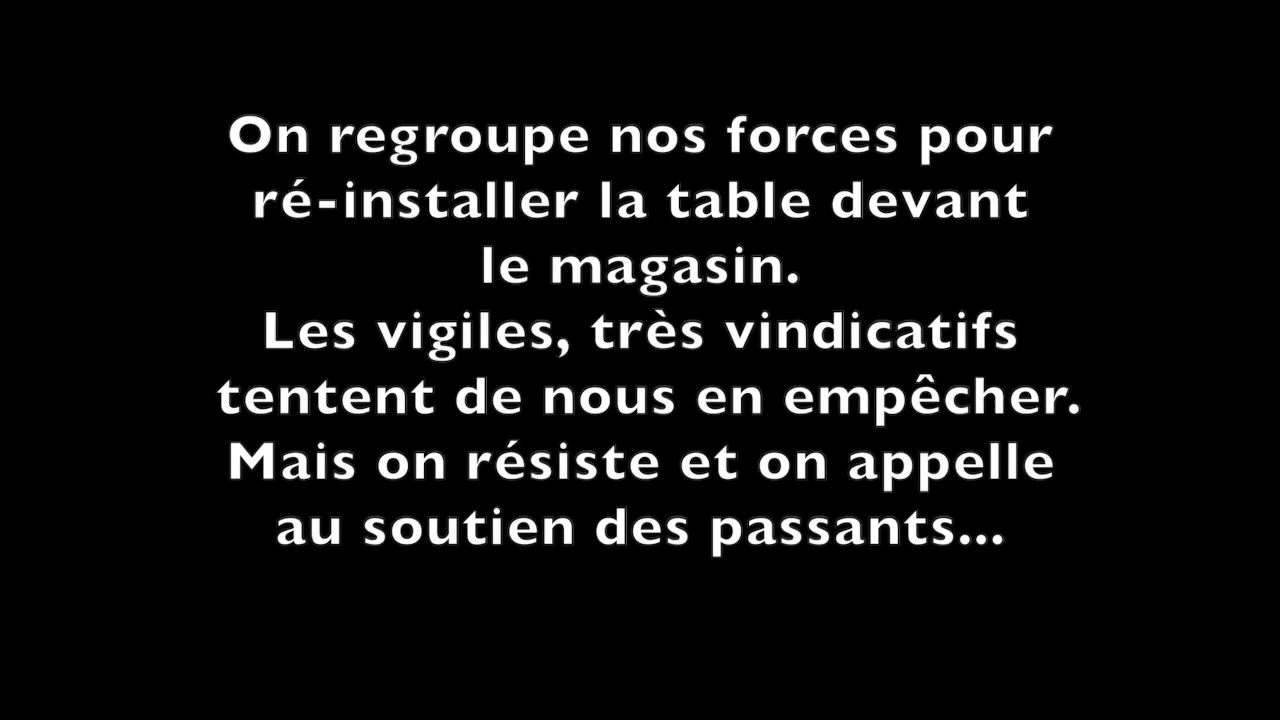 On regroupe nos forces pour
ré-installer la table devant
le magasin.
Les vigiles, très vindicatifs
tentent de nous en empêcher.
Mais on résiste et on appelle
au soutien des passants...